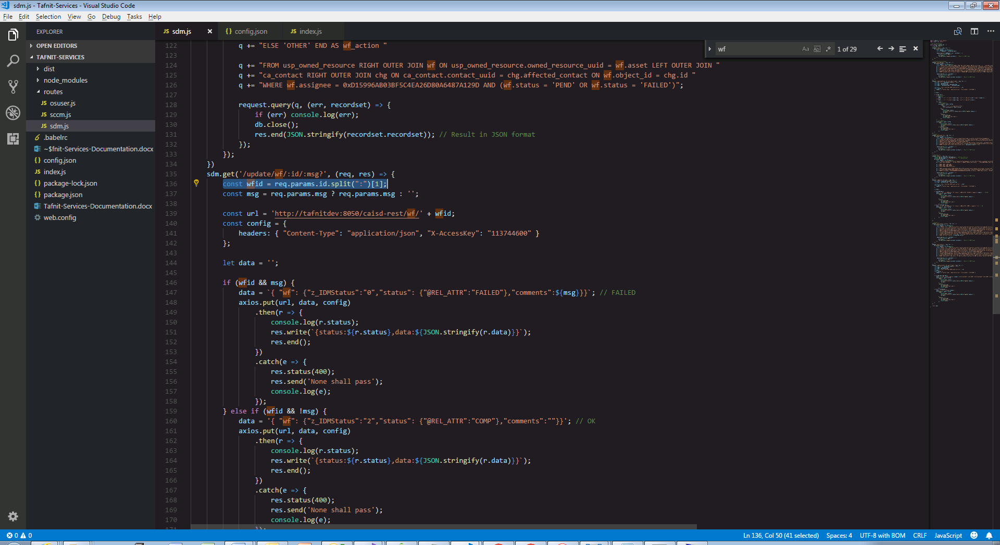 sdm.js - Tafnit-Services - Visual Studio Code
File Edit Selection View Go Debug Tasks Help
EXPLORER
OPEN EDITORS
TAFNIT-SERVICES
dist
node_modules
routes
JS osuser.js
JS sccm.js
JS sdm.js
.babelrc
~$fnit-Services-Documentation.docx
{} config.json
JS index.js
{} package-lock.json
{} package.json
Tafnit-Services-Documentation.docx
web.config
JS sdm.js {} config.json JS index.js
wf Aa Abl .* 1 of 29
122 q += "ELSE 'OTHER' END AS wf_action "
123
124 q += "FROM usp_owned_resource RIGHT OUTER JOIN wf ON usp_owned_resource.owned_resource_uuid = wf.asset LEFT OUTER JOIN "
125 q += "ca_contact RIGHT OUTER JOIN chg ON ca_contact.contact_uuid = chg.affected_contact ON wf.object_id = chg.id "
126 q += "WHERE wf.assignee = 0xD15996AB03BF5C4EA26D80A6487A129D AND (wf.status = 'PEND' OR wf.status = 'FAILED')";
127
128 request.query(q, (err, recordset) => {
129 if (err) console.log(err);
130 db.close();
131 res.end(JSON.stringify(recordset.recordset)); // Result in JSON format
132 });
133 });
134 })
135 sdm.get('/update/wf/:id/:msg?', (req, res) => {
136 const wfid = req.params.id.split(":")[1];
137 const msg = req.params.msg ? req.params.msg : '';
138
139 const url = 'http://tafnitdev:8050/caisd-rest/wf/' + wfid;
140 const config = {
141 headers: { "Content-Type": "application/json", "X-AccessKey": "113744600" }
142 };
143
144 let data = '';
145
146 if (wfid && msg) {
147 data = `{ "wf": {"z_IDMStatus":"0","status": {"@REL_ATTR":"FAILED"},"comments":${msg}}}`; // FAILED
148 axios.put(url, data, config)
149 .then(r => {
150 console.log(r.status);
151 res.write(`{status:${r.status},data:${JSON.stringify(r.data)}}`);
152 res.end();
153 })
154 .catch(e => {
155 res.status(400);
156 res.send('None shall pass');
157 console.log(e);
158 });
159 } else if (wfid && !msg) {
160 data = '{ "wf": {"z_IDMStatus":"2","status": {"@REL_ATTR":"COMP"},"comments":""}}'; // OK
161 axios.put(url, data, config)
162 .then(r => {
163 console.log(r.status);
164 res.write(`{status:${r.status},data:${JSON.stringify(r.data)}}`);
165 res.end();
166 })
167 .catch(e => {
168 res.status(400);
169 res.send('None shall pass');
170 console.log(e);
171 });
0 0 Ln 136, Col 50 (41 selected) Spaces: 4 UTF-8 with BOM CRLF JavaScript